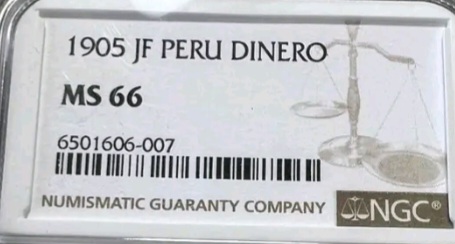 1905 JF PERU DINERO
MS 66
6501606-007
NUMISMATIC GUARANTY COMPANY NGC®